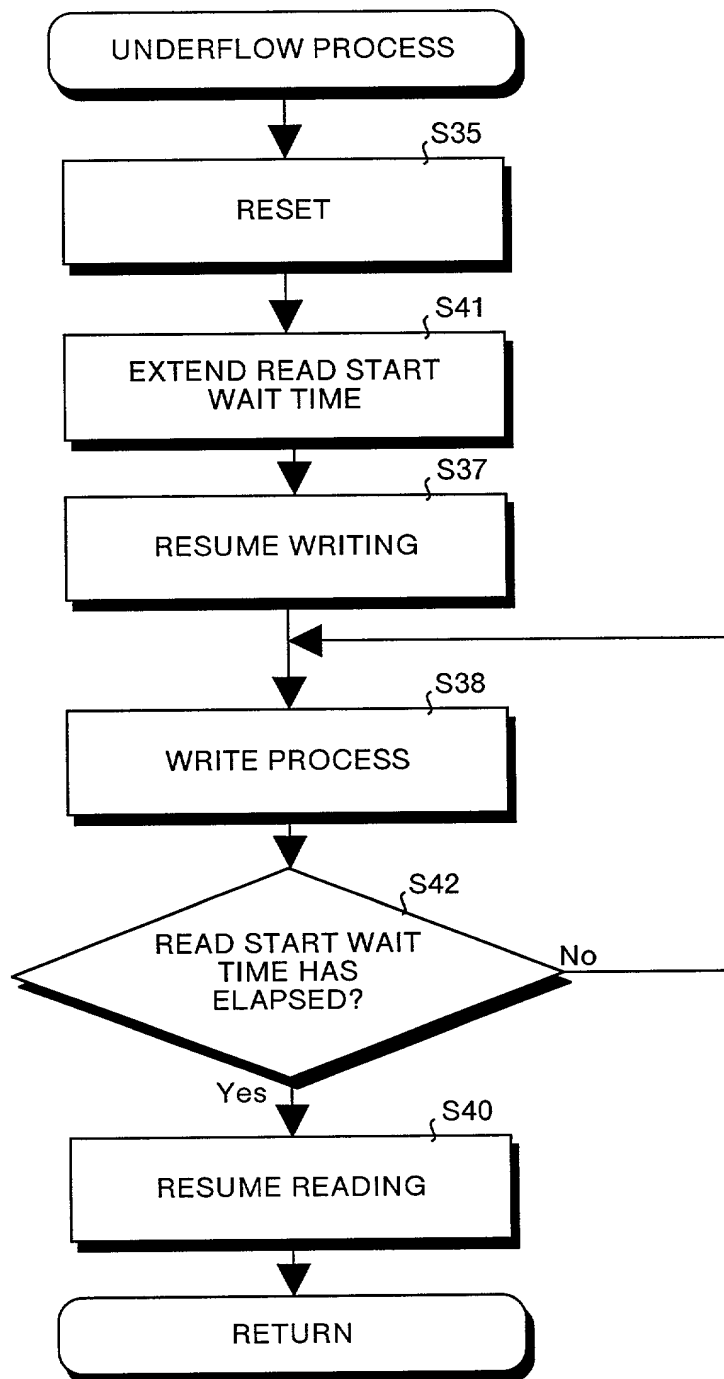 UNDERFLOW PROCESS
S35
RESET
S41
EXTEND READ START
WAIT TIME
S37
RESUME WRITING
S38
WRITE PROCESS
S42
READ START WAIT
TIME HAS
ELAPSED?
No
Yes
S40
RESUME READING
RETURN